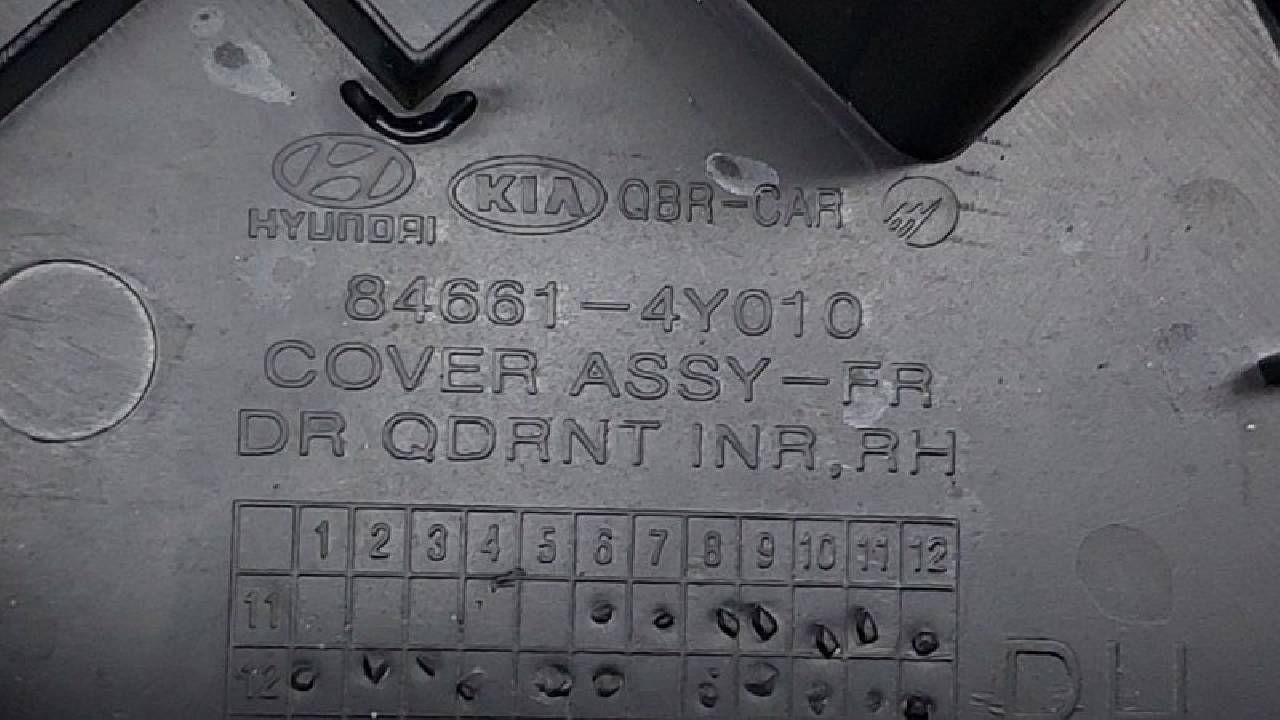 HYUNDAI KIA QBR-CAR
84661-4Y010
COVER ASSY-FR
DR QDRNT INR,RH
1 2 3 4 5 6 7 8 9 10 11 12
11
12